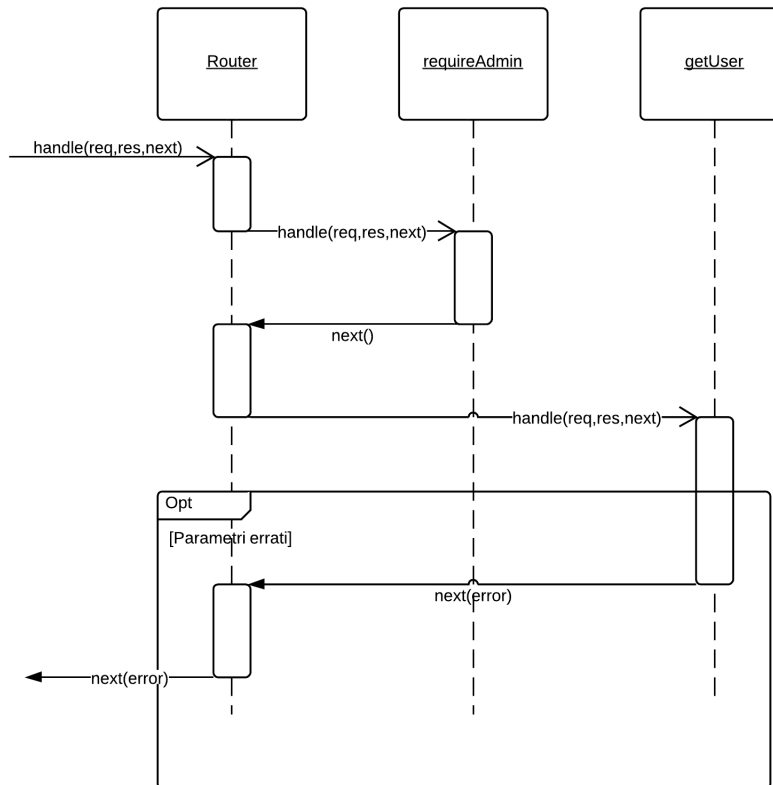 Router
requireAdmin
getUser
handle(req,res,next)
handle(req,res,next)
next()
handle(req,res,next)
Opt
[Parametri errati]
next(error)
next(error)